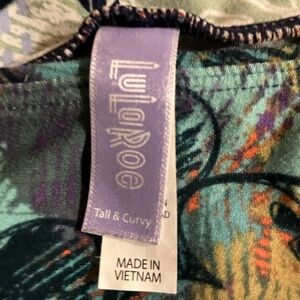 LuLaRoe
Tall & Curvy
MADE IN
VIETNAM